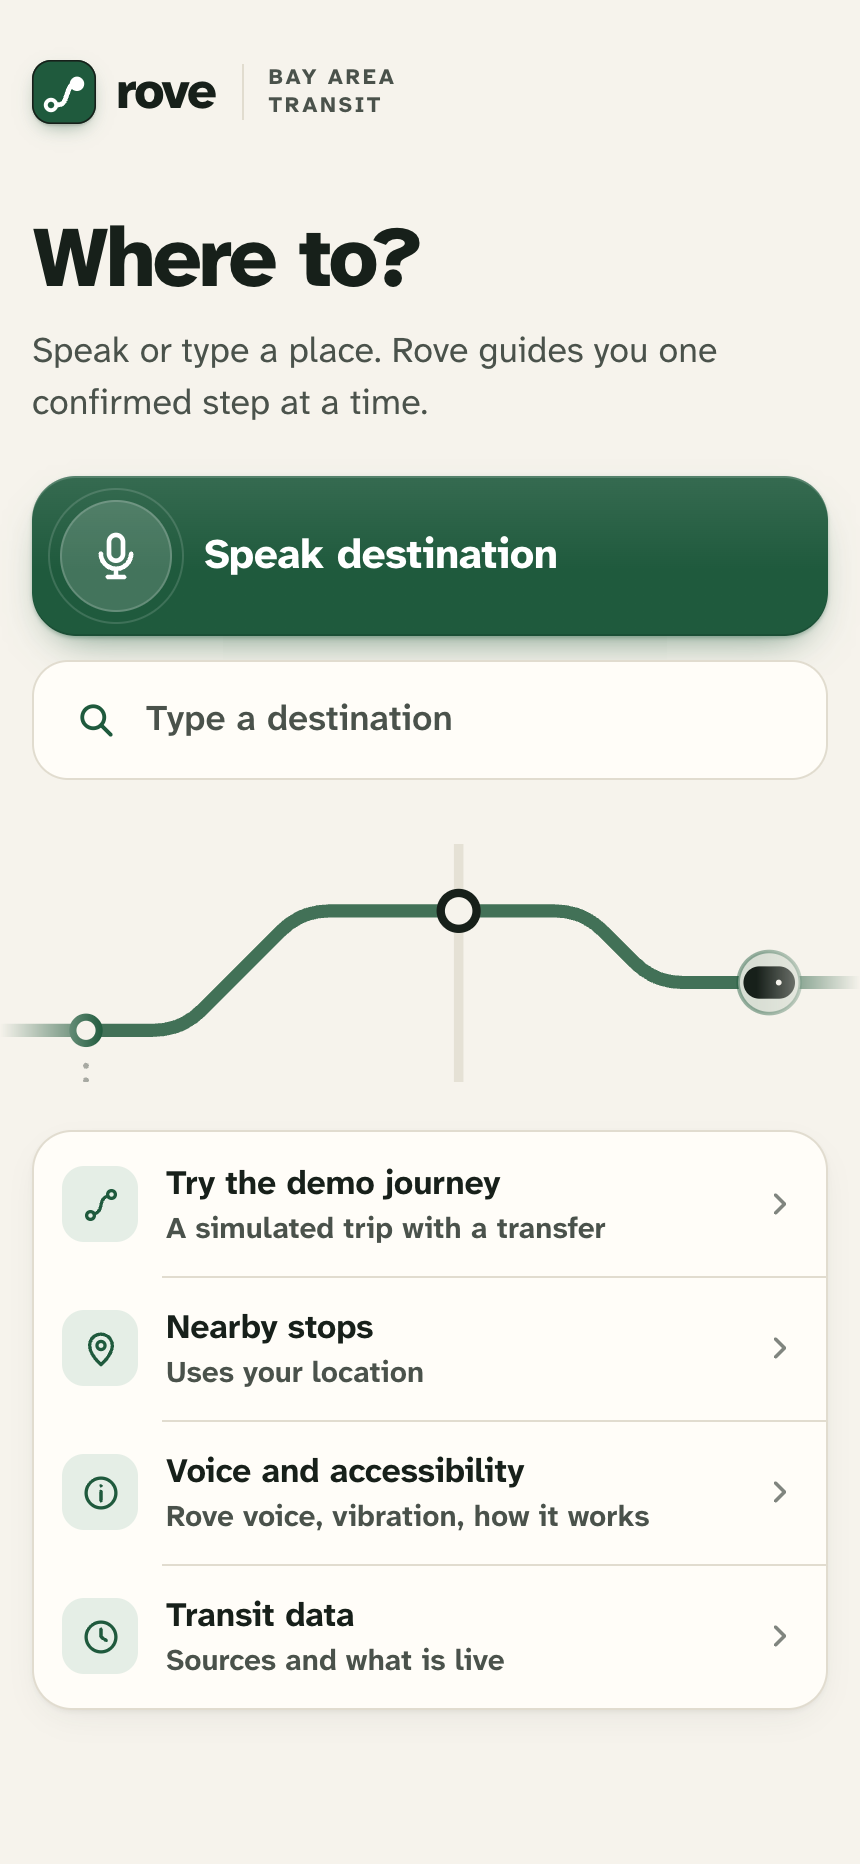 rove
BAY AREA
TRANSIT
Where to?
Speak or type a place. Rove guides you one
confirmed step at a time.
Speak destination
Type a destination
Try the demo journey
A simulated trip with a transfer
Nearby stops
Uses your location
Voice and accessibility
Rove voice, vibration, how it works
Transit data
Sources and what is live